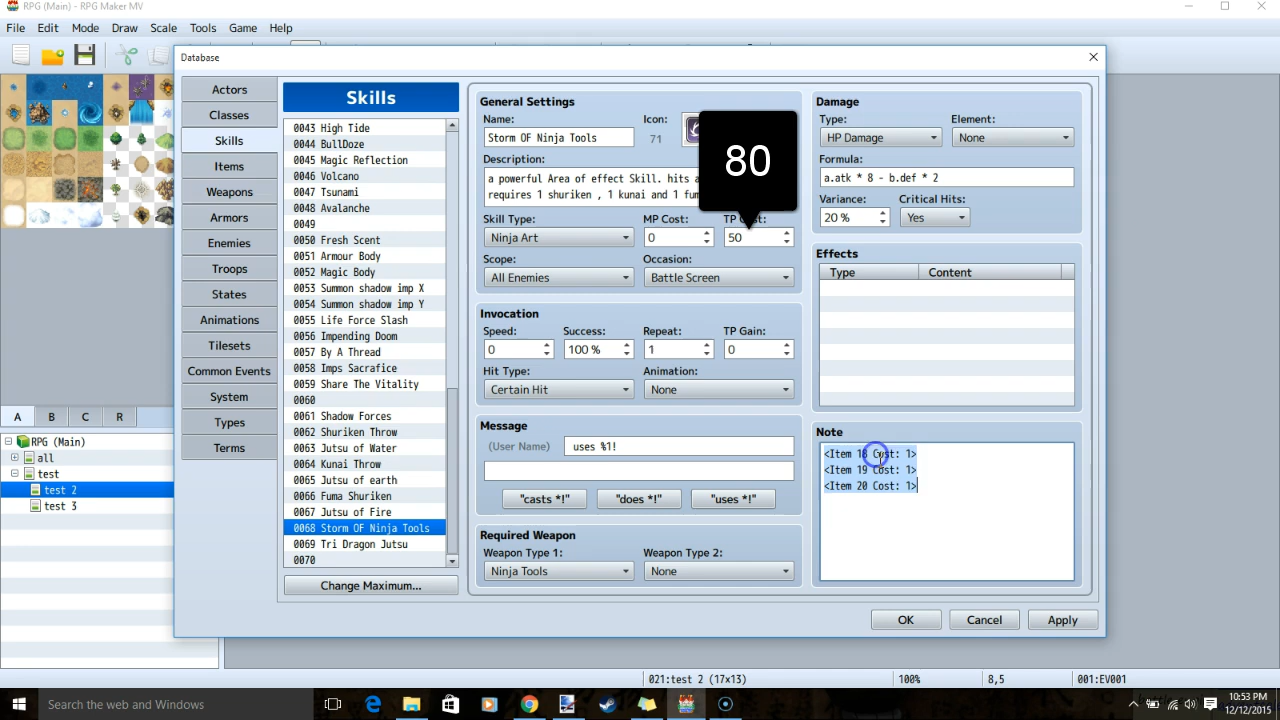 RPG (Main) - RPG Maker MV
File Edit Mode Draw Scale Tools Game Help
Database
Actors
Classes
Skills
Items
Weapons
Armors
Enemies
Troops
States
Animations
Tilesets
Common Events
System
Types
Terms
A B C R
RPG (Main)
all
test
test 2
test 3
Skills
0043 High Tide
0044 BullDoze
0045 Magic Reflection
0046 Volcano
0047 Tsunami
0048 Avalanche
0049
0050 Fresh Scent
0051 Armour Body
0052 Magic Body
0053 Summon shadow imp X
0054 Summon shadow imp Y
0055 Life Force Slash
0056 Impending Doom
0057 By A Thread
0058 Imps Sacrafice
0059 Share The Vitality
0060
0061 Shadow Forces
0062 Shuriken Throw
0063 Jutsu of Water
0064 Kunai Throw
0065 Jutsu of earth
0066 Fuma Shuriken
0067 Jutsu of Fire
0068 Storm OF Ninja Tools
0069 Tri Dragon Jutsu
0070
Change Maximum...
General Settings
Name: Icon:
Storm OF Ninja Tools 71
80
Description:
a powerful Area of effect Skill. hits
requires 1 shuriken , 1 kunai and 1
Skill Type: MP Cost: TP
Ninja Art 0 50
Scope: Occasion:
All Enemies Battle Screen
Invocation
Speed: Success: Repeat: TP Gain:
0 100 % 1 0
Hit Type: Animation:
Certain Hit None
Message
(User Name) uses %1!
"casts *!" "does *!" "uses *!"
Required Weapon
Weapon Type 1: Weapon Type 2:
Ninja Tools None
Damage
Type: Element:
HP Damage None
Formula:
a.atk * 8 - b.def * 2
Variance: Critical Hits:
20 % Yes
Effects
Type Content
Note
<Item 18 Cost: 1>
<Item 19 Cost: 1>
<Item 20 Cost: 1>
OK Cancel Apply
021:test 2 (17x13) 100% 8,5 001:EV001
Search the web and Windows
10:53 PM
12/12/2015